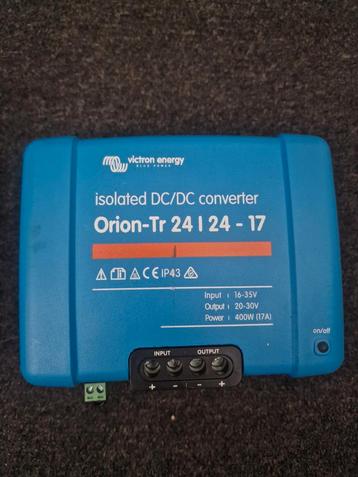 victron energy
BLUE POWER
isolated DC/DC converter
Orion-Tr 24 | 24 - 17
CE IP43
Input : 16-35V
Output : 20-30V
Power : 400W (17A)
on/off
INPUT OUTPUT
+ - - +